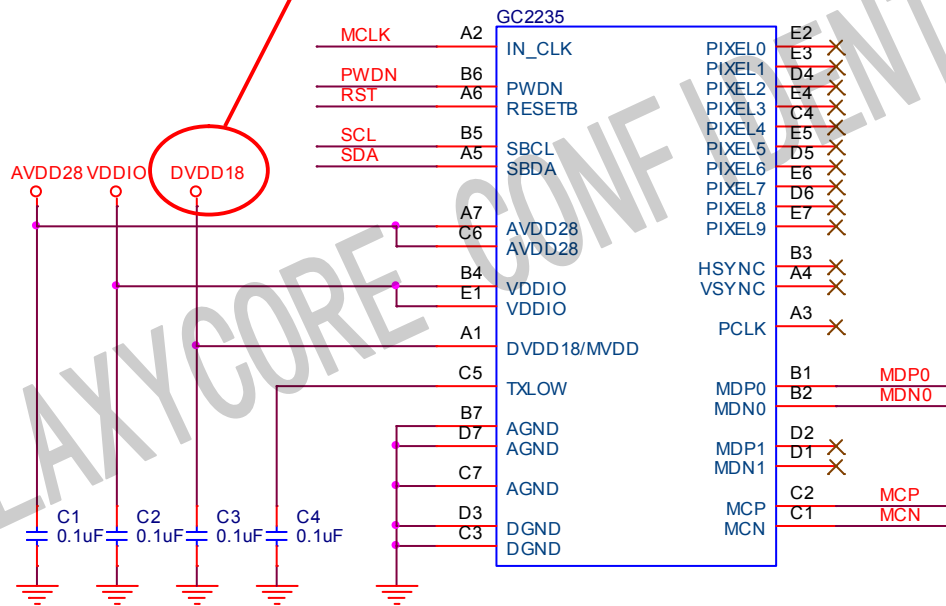 GC2235
MCLK A2 IN_CLK
PWDN B6 PWDN
RST A6 RESETB
SCL B5 SBCL
SDA A5 SBDA
AVDD28 VDDIO DVDD18
A7 AVDD28
C6 AVDD28
B4 VDDIO
E1 VDDIO
A1 DVDD18/MVDD
C5 TXLOW
B7 AGND
D7 AGND
C7 AGND
D3 DGND
C3 DGND
PIXEL0 E2
PIXEL1 E3
PIXEL2 D4
PIXEL3 E4
PIXEL4 C4
PIXEL5 E5
PIXEL6 D5
PIXEL7 E6
PIXEL8 D6
PIXEL9 E7
HSYNC B3
VSYNC A4
PCLK A3
MDP0 B1 MDP0
MDN0 B2 MDN0
MDP1 D2
MDN1 D1
MCP C2 MCP
MCN C1 MCN
C1 C2 C3 C4
0.1uF 0.1uF 0.1uF 0.1uF
LAXYCORE CONFIDENT